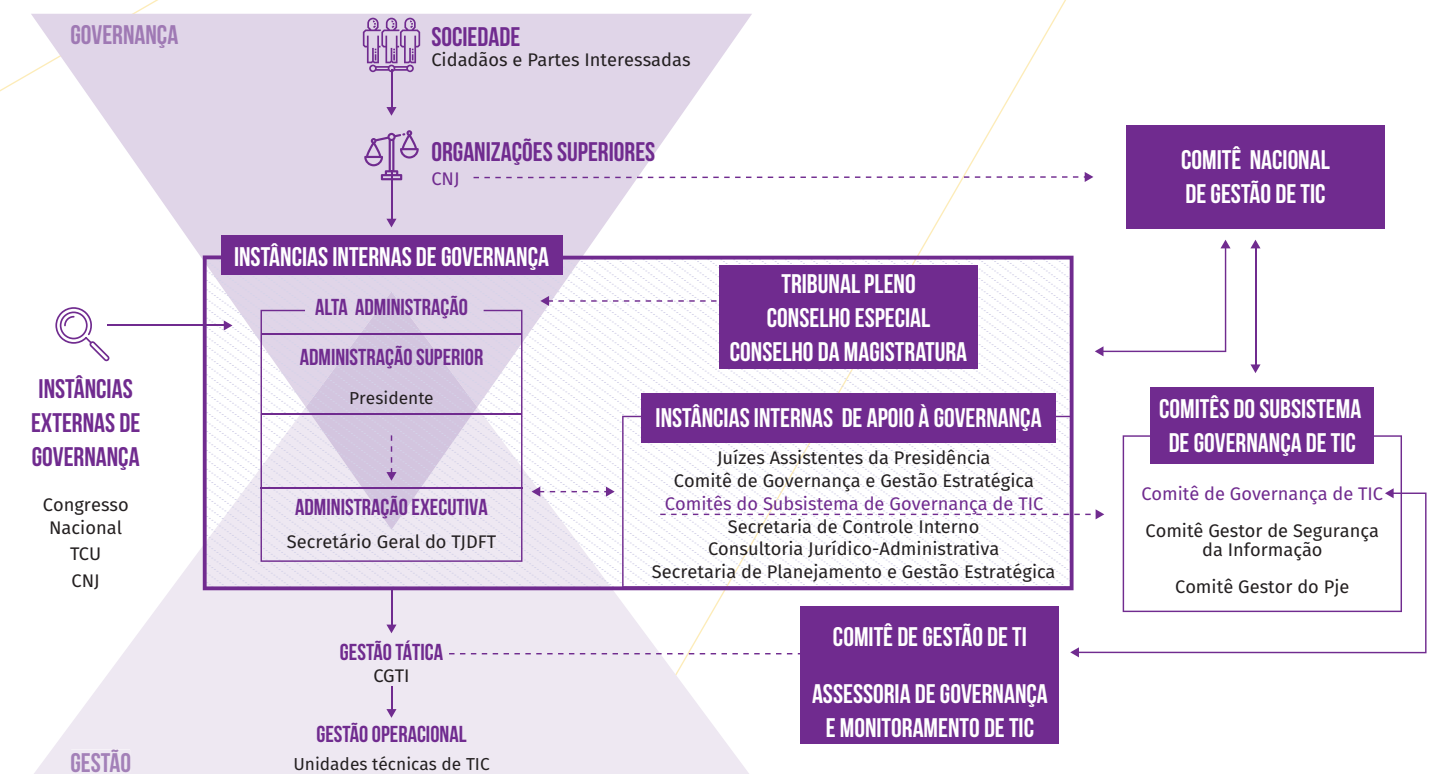 GOVERNANÇA
SOCIEDADE
Cidadãos e Partes Interessadas
ORGANIZAÇÕES SUPERIORES
CNJ
COMITÊ NACIONAL
DE GESTÃO DE TIC
INSTÂNCIAS INTERNAS DE GOVERNANÇA
ALTA ADMINISTRAÇÃO
ADMINISTRAÇÃO SUPERIOR
Presidente
ADMINISTRAÇÃO EXECUTIVA
Secretário Geral do TJDFT
TRIBUNAL PLENO
CONSELHO ESPECIAL
CONSELHO DA MAGISTRATURA
INSTÂNCIAS
EXTERNAS DE
GOVERNANÇA
Congresso
Nacional
TCU
CNJ
INSTÂNCIAS INTERNAS DE APOIO À GOVERNANÇA
Juízes Assistentes da Presidência
Comitê de Governança e Gestão Estratégica
Comitês do Subsistema de Governança de TIC
Secretaria de Controle Interno
Consultoria Jurídico-Administrativa
Secretaria de Planejamento e Gestão Estratégica
COMITÊS DO SUBSISTEMA
DE GOVERNANÇA DE TIC
Comitê de Governança de TIC
Comitê Gestor de Segurança
da Informação
Comitê Gestor do Pje
GESTÃO TÁTICA
CGTI
COMITÊ DE GESTÃO DE TI
ASSESSORIA DE GOVERNANÇA
E MONITORAMENTO DE TIC
GESTÃO OPERACIONAL
Unidades técnicas de TIC
GESTÃO